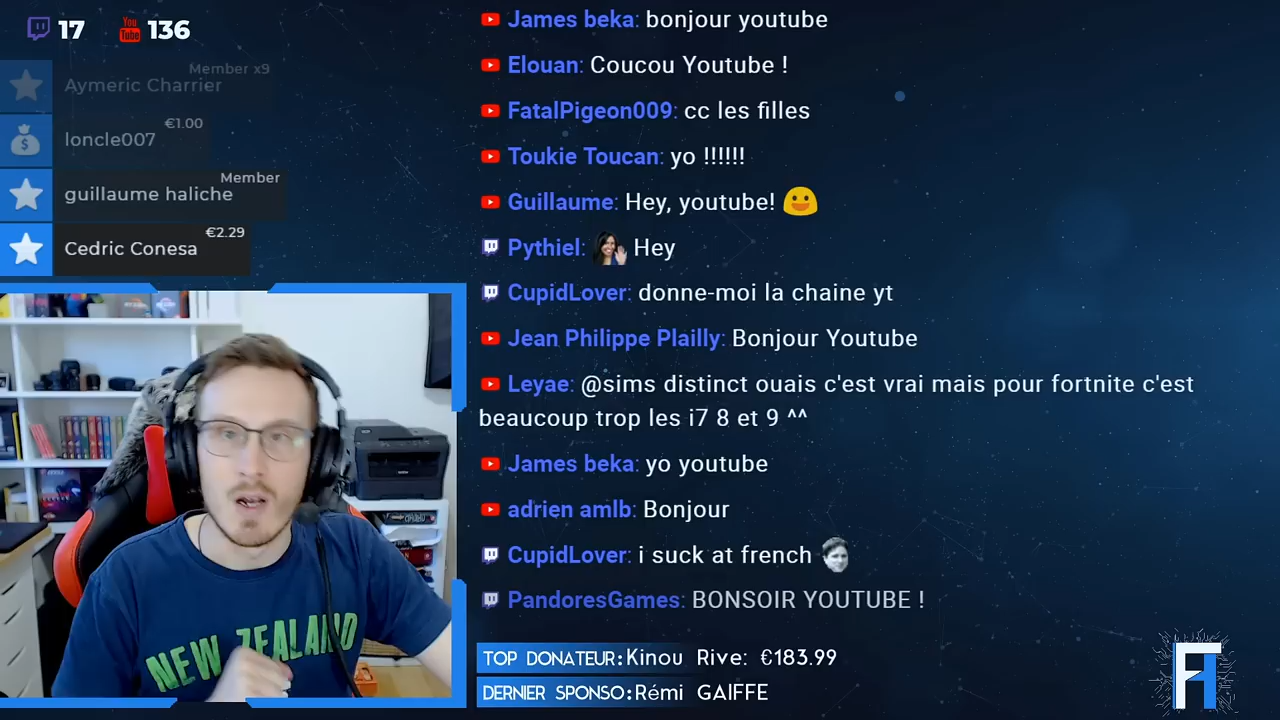 17 You Tube 136
Member x9
Aymeric Charrier
€1.00
loncle007
Member
guillaume haliche
€2.29
Cedric Conesa
James beka: bonjour youtube
Elouan: Coucou Youtube !
FatalPigeon009: cc les filles
Toukie Toucan: yo !!!!!!
Guillaume: Hey, youtube!
Pythiel: Hey
CupidLover: donne-moi la chaine yt
Jean Philippe Plailly: Bonjour Youtube
Leyae: @sims distinct ouais c'est vrai mais pour fortnite c'est
beaucoup trop les i7 8 et 9 ^^
James beka: yo youtube
adrien amlb: Bonjour
CupidLover: i suck at french
PandoresGames: BONSOIR YOUTUBE !
NEW ZEALAND
TOP DONATEUR: Kinou Rive: €183.99
DERNIER SPONSO: Rémi GAIFFE